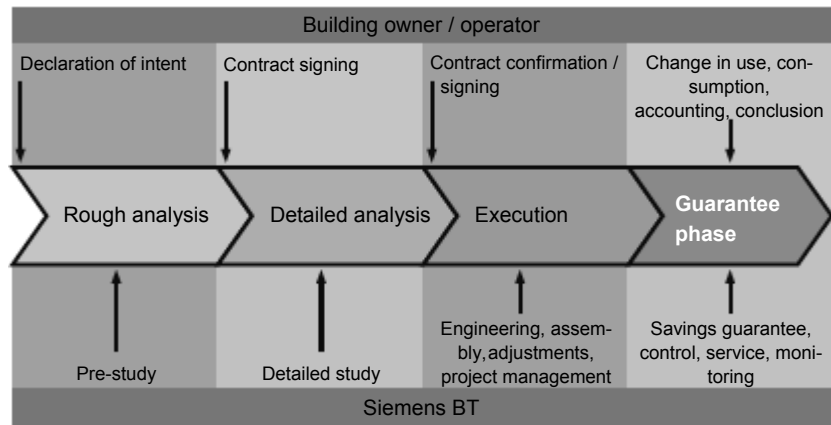 Building owner / operator
Declaration of intent
Contract signing
Contract confirmation /
signing
Change in use, con-
sumption,
accounting, conclusion
Rough analysis
Detailed analysis
Execution
Guarantee
phase
Pre-study
Detailed study
Engineering, assem-
bly,adjustments,
project management
Savings guarantee,
control, service, moni-
toring
Siemens BT